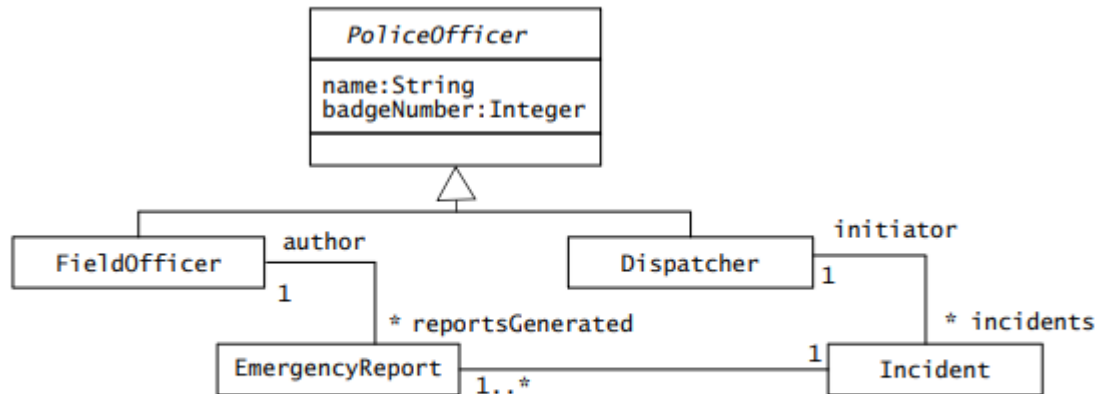 PoliceOfficer
name:String
badgeNumber:Integer
FieldOfficer
author
1
Dispatcher
initiator
1
* reportsGenerated
* incidents
EmergencyReport
1..*
1
Incident